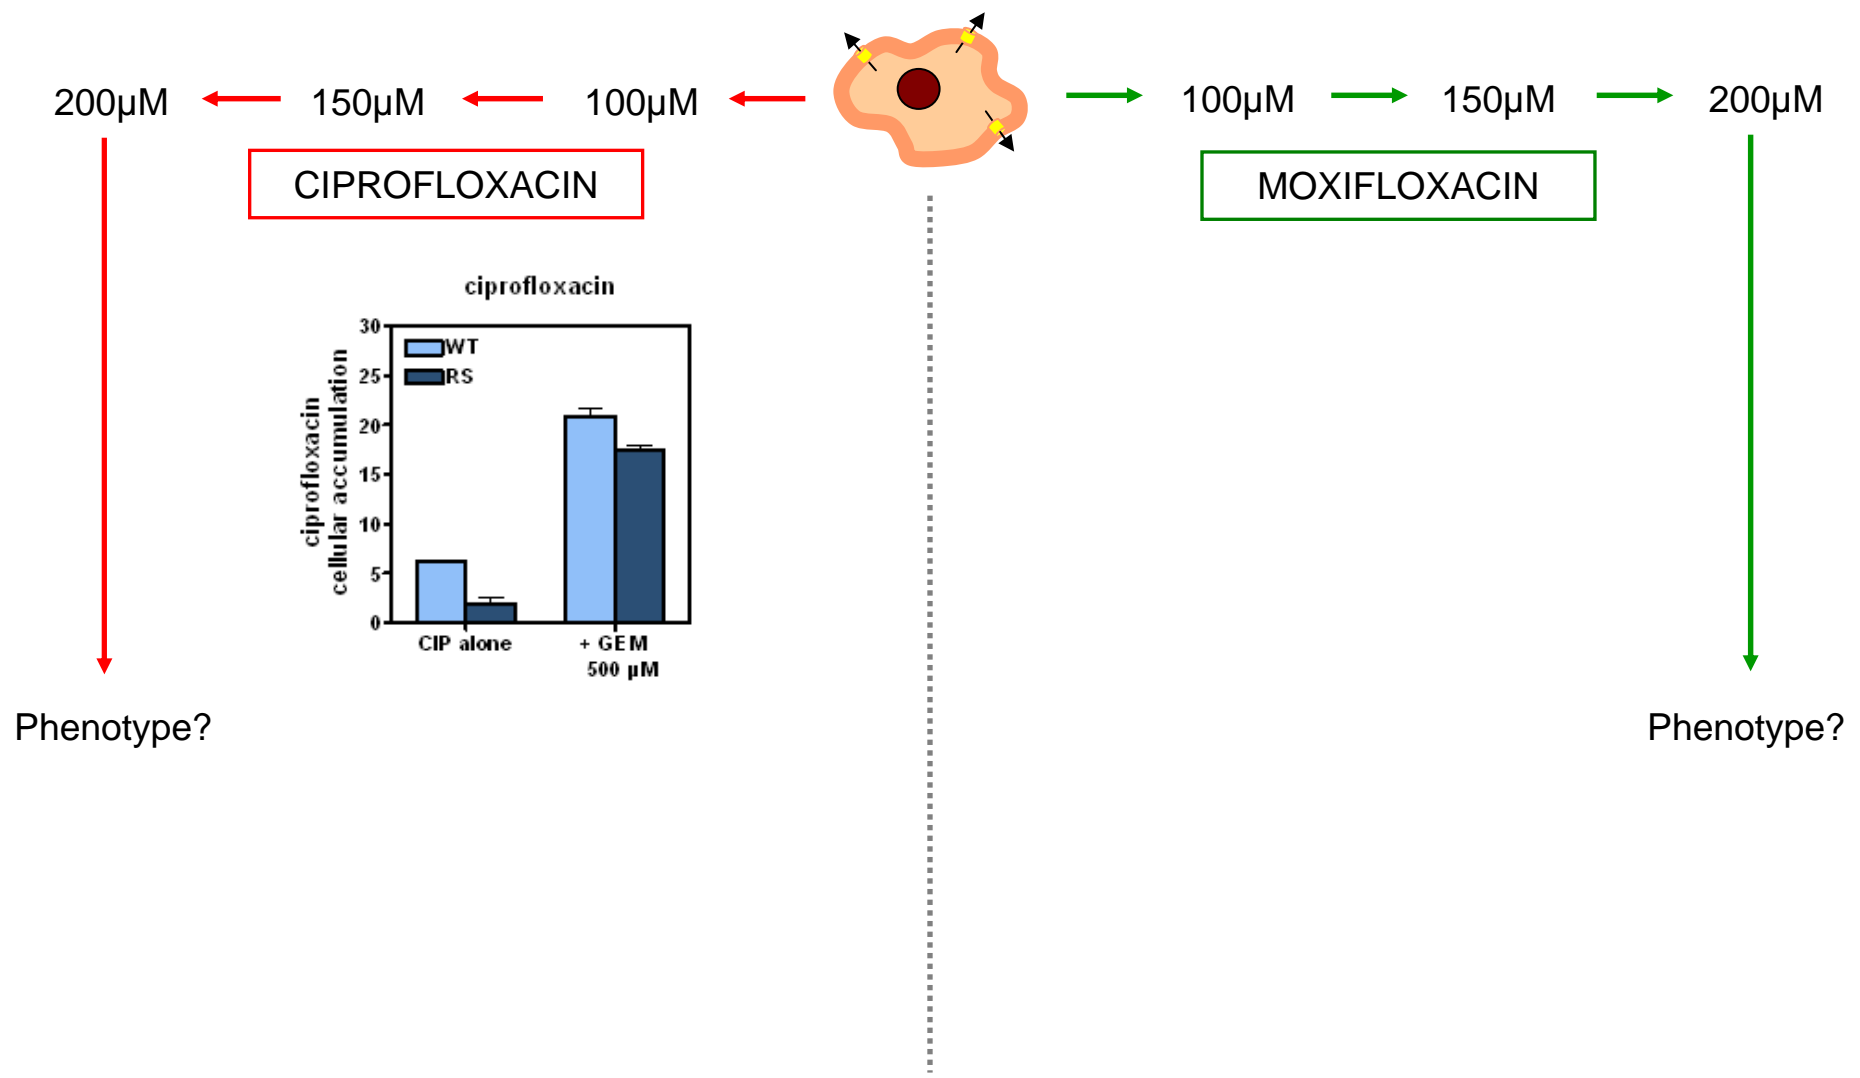 200µM
150µM
100µM
100µM
150µM
200µM
CIPROFLOXACIN
MOXIFLOXACIN
ciprofloxacin
30
25
20
15
10
5
0
WT
RS
ciprofloxacin
cellular accumulation
CIP alone
+ GEM
500 µM
Phenotype?
Phenotype?